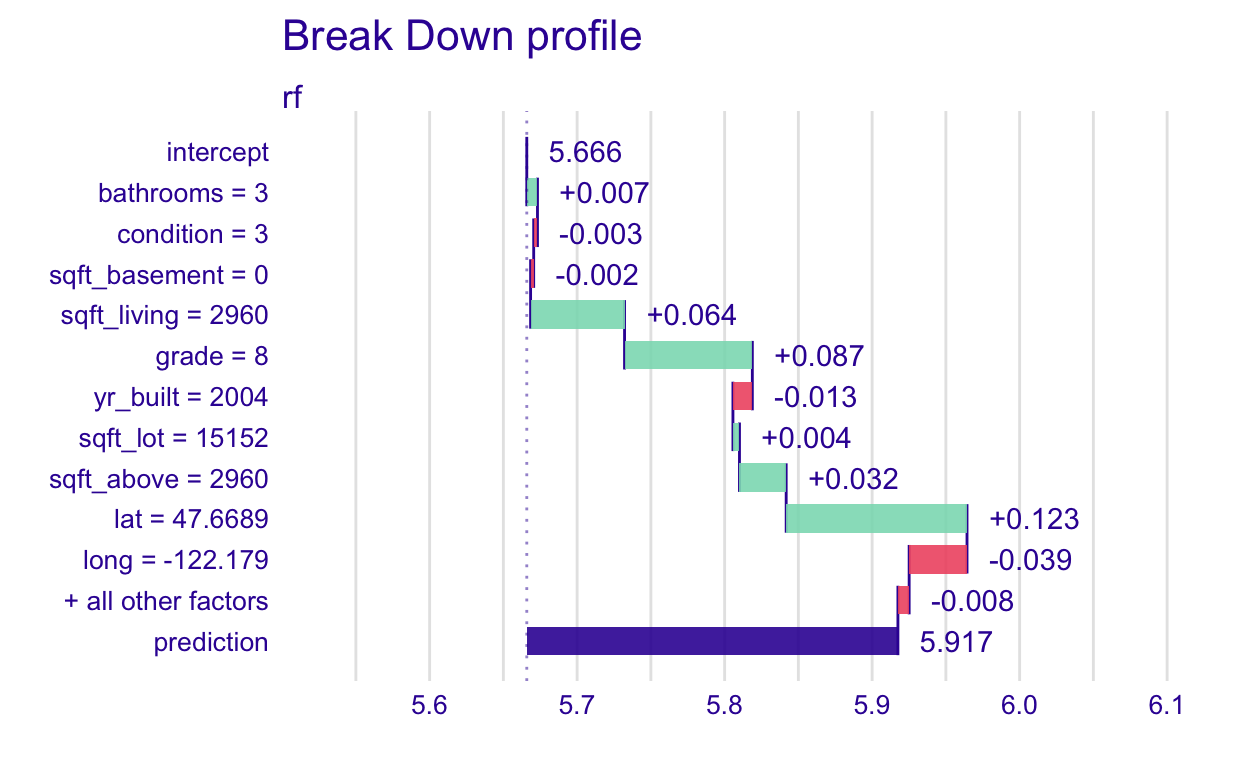 Break Down profile
rf
intercept 5.666
bathrooms = 3 +0.007
condition = 3 -0.003
sqft_basement = 0 -0.002
sqft_living = 2960 +0.064
grade = 8 +0.087
yr_built = 2004 -0.013
sqft_lot = 15152 +0.004
sqft_above = 2960 +0.032
lat = 47.6689 +0.123
long = -122.179 -0.039
+ all other factors -0.008
prediction 5.917
5.6 5.7 5.8 5.9 6.0 6.1